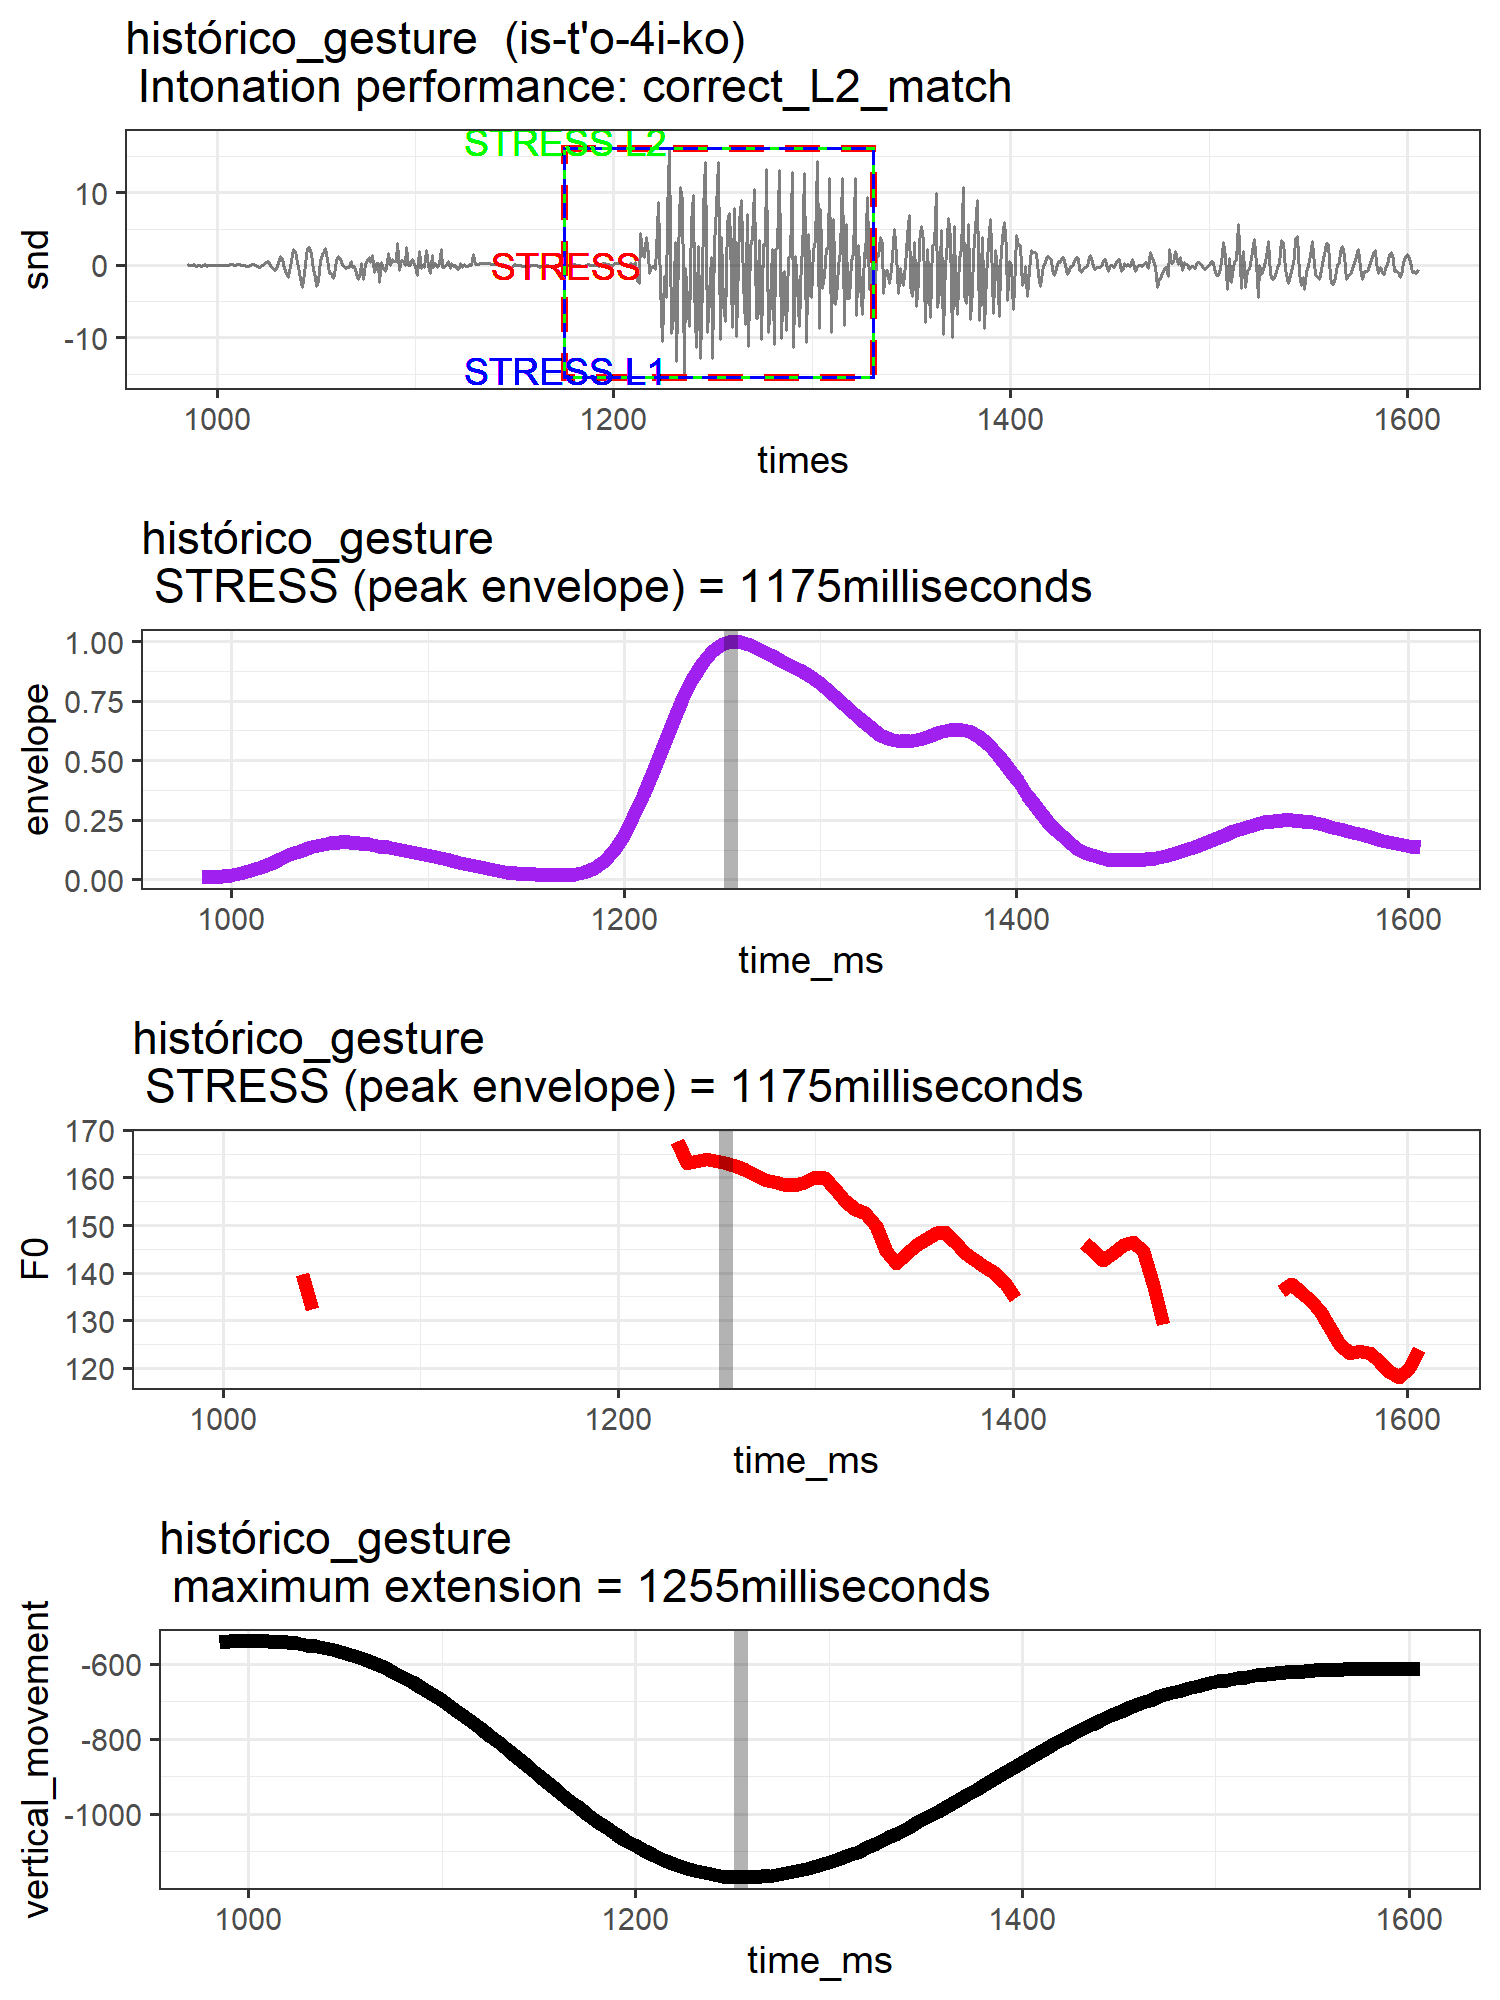 histórico_gesture  (is-t'o-4i-ko)
Intonation performance: correct_L2_match
STRESS L2
STRESS
STRESS L1
snd
10
0
-10
1000 1200 1400 1600
times
histórico_gesture
STRESS (peak envelope) = 1175milliseconds
envelope
1.00
0.75
0.50
0.25
0.00
1000 1200 1400 1600
time_ms
histórico_gesture
STRESS (peak envelope) = 1175milliseconds
F0
170
160
150
140
130
120
1000 1200 1400 1600
time_ms
histórico_gesture
maximum extension = 1255milliseconds
vertical_movement
-600
-800
-1000
1000 1200 1400 1600
time_ms